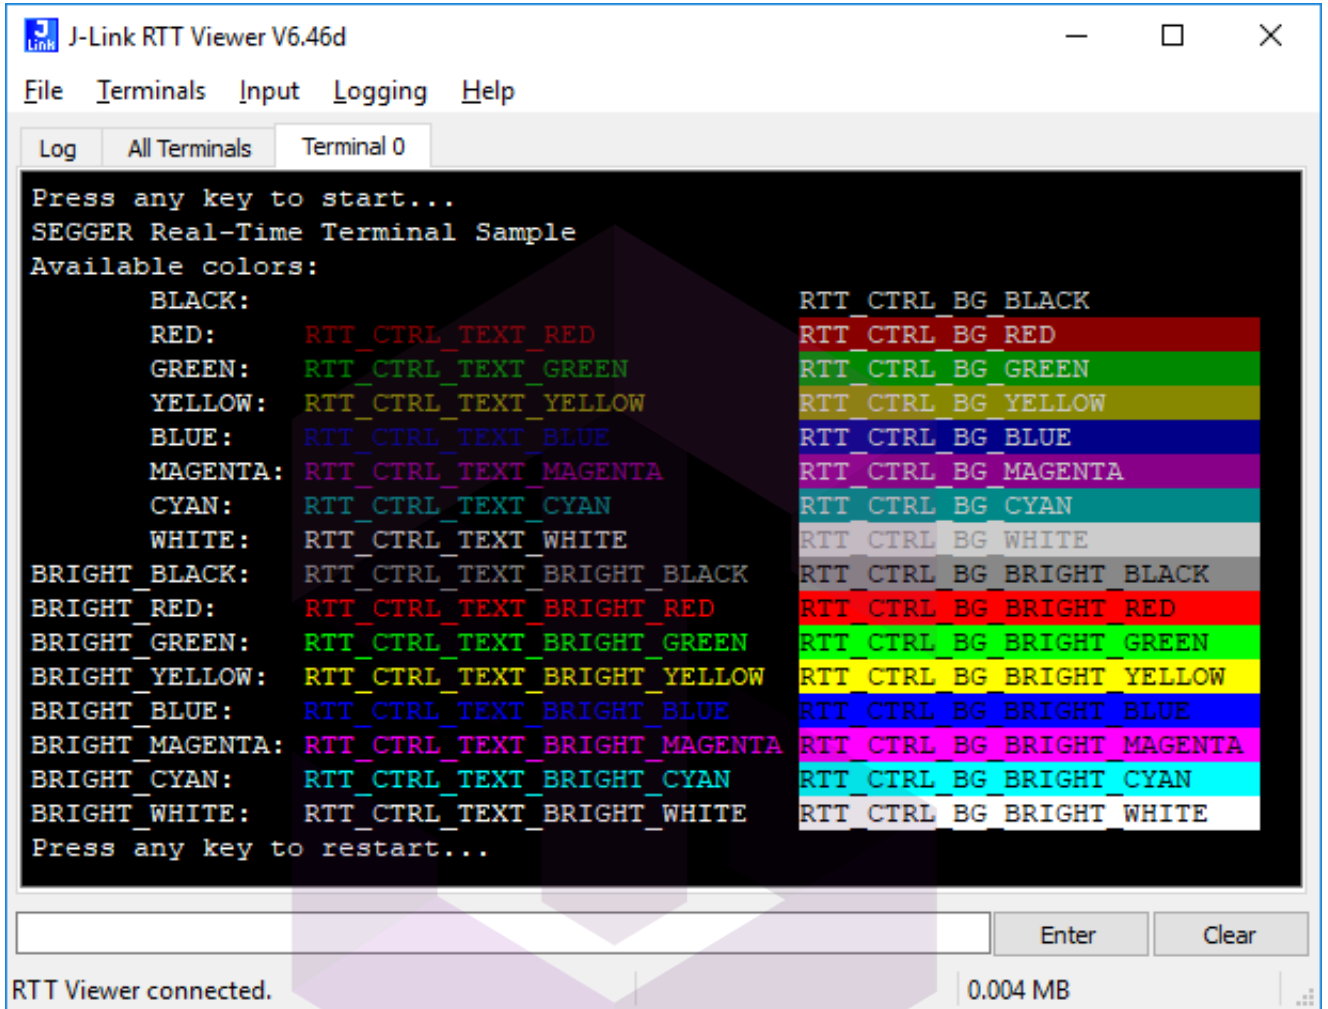 J-Link RTT Viewer V6.46d
File Terminals Input Logging Help
Log All Terminals Terminal 0
Press any key to start...
SEGGER Real-Time Terminal Sample
Available colors:
BLACK: RTT_CTRL_BG_BLACK
RED: RTT_CTRL_TEXT_RED RTT_CTRL_BG_RED
GREEN: RTT_CTRL_TEXT_GREEN RTT_CTRL_BG_GREEN
YELLOW: RTT_CTRL_TEXT_YELLOW RTT_CTRL_BG_YELLOW
BLUE: RTT_CTRL_TEXT_BLUE RTT_CTRL_BG_BLUE
MAGENTA: RTT_CTRL_TEXT_MAGENTA RTT_CTRL_BG_MAGENTA
CYAN: RTT_CTRL_TEXT_CYAN RTT_CTRL_BG_CYAN
WHITE: RTT_CTRL_TEXT_WHITE RTT_CTRL_BG_WHITE
BRIGHT_BLACK: RTT_CTRL_TEXT_BRIGHT_BLACK RTT_CTRL_BG_BRIGHT_BLACK
BRIGHT_RED: RTT_CTRL_TEXT_BRIGHT_RED RTT_CTRL_BG_BRIGHT_RED
BRIGHT_GREEN: RTT_CTRL_TEXT_BRIGHT_GREEN RTT_CTRL_BG_BRIGHT_GREEN
BRIGHT_YELLOW: RTT_CTRL_TEXT_BRIGHT_YELLOW RTT_CTRL_BG_BRIGHT_YELLOW
BRIGHT_BLUE: RTT_CTRL_TEXT_BRIGHT_BLUE RTT_CTRL_BG_BRIGHT_BLUE
BRIGHT_MAGENTA: RTT_CTRL_TEXT_BRIGHT_MAGENTA RTT_CTRL_BG_BRIGHT_MAGENTA
BRIGHT_CYAN: RTT_CTRL_TEXT_BRIGHT_CYAN RTT_CTRL_BG_BRIGHT_CYAN
BRIGHT_WHITE: RTT_CTRL_TEXT_BRIGHT_WHITE RTT_CTRL_BG_BRIGHT_WHITE
Press any key to restart...
Enter Clear
RTT Viewer connected. 0.004 MB